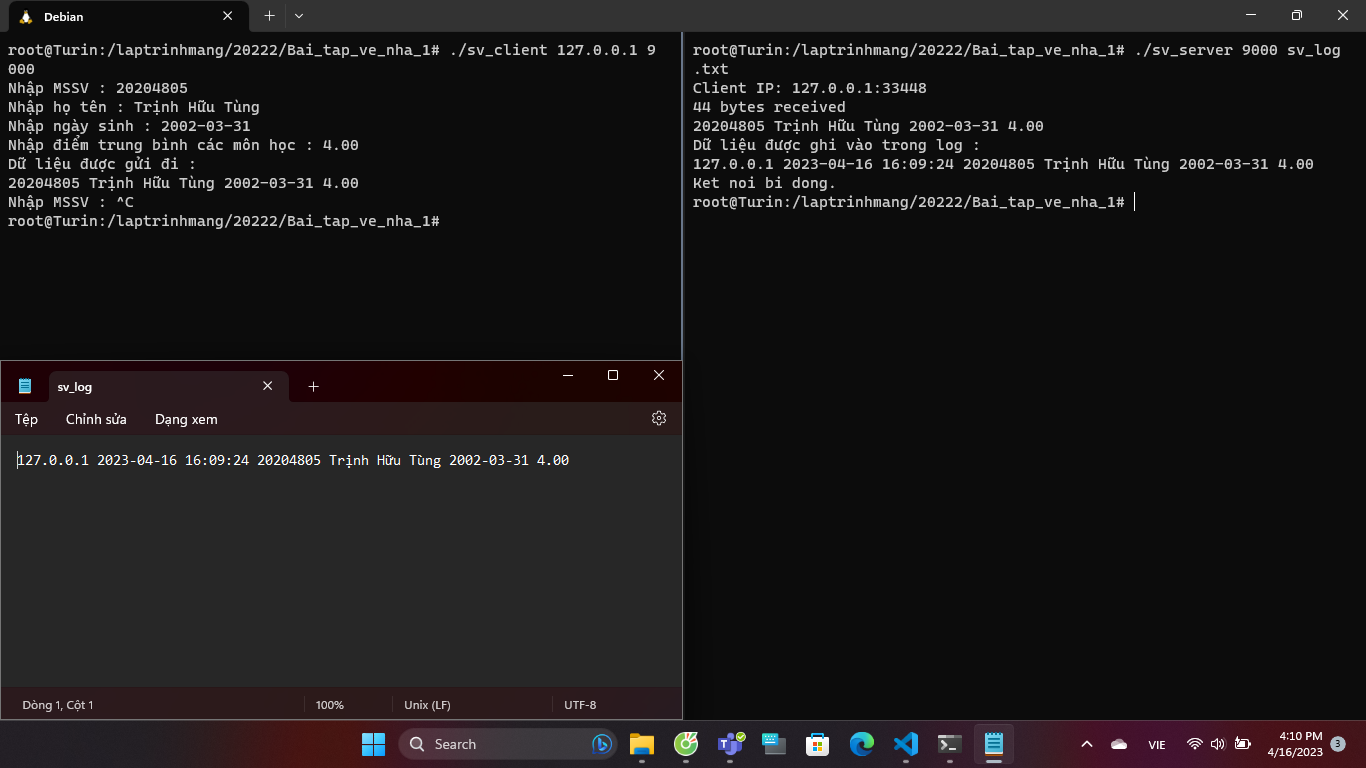 Debian
root@Turin:/laptrinhmang/20222/Bai_tap_ve_nha_1# ./sv_client 127.0.0.1 9
000
Nhập MSSV : 20204805
Nhập họ tên : Trịnh Hữu Tùng
Nhập ngày sinh : 2002-03-31
Nhập điểm trung bình các môn học : 4.00
Dữ liệu được gửi đi :
20204805 Trịnh Hữu Tùng 2002-03-31 4.00
Nhập MSSV : ^C
root@Turin:/laptrinhmang/20222/Bai_tap_ve_nha_1#
root@Turin:/laptrinhmang/20222/Bai_tap_ve_nha_1# ./sv_server 9000 sv_log
.txt
Client IP: 127.0.0.1:33448
44 bytes received
20204805 Trịnh Hữu Tùng 2002-03-31 4.00
Dữ liệu được ghi vào trong log :
127.0.0.1 2023-04-16 16:09:24 20204805 Trịnh Hữu Tùng 2002-03-31 4.00
Ket noi bi dong.
root@Turin:/laptrinhmang/20222/Bai_tap_ve_nha_1#
sv_log
Tệp Chỉnh sửa Dạng xem
127.0.0.1 2023-04-16 16:09:24 20204805 Trịnh Hữu Tùng 2002-03-31 4.00
Dòng 1, Cột 1 100% Unix (LF) UTF-8
Search
VIE
4:10 PM
4/16/2023
3